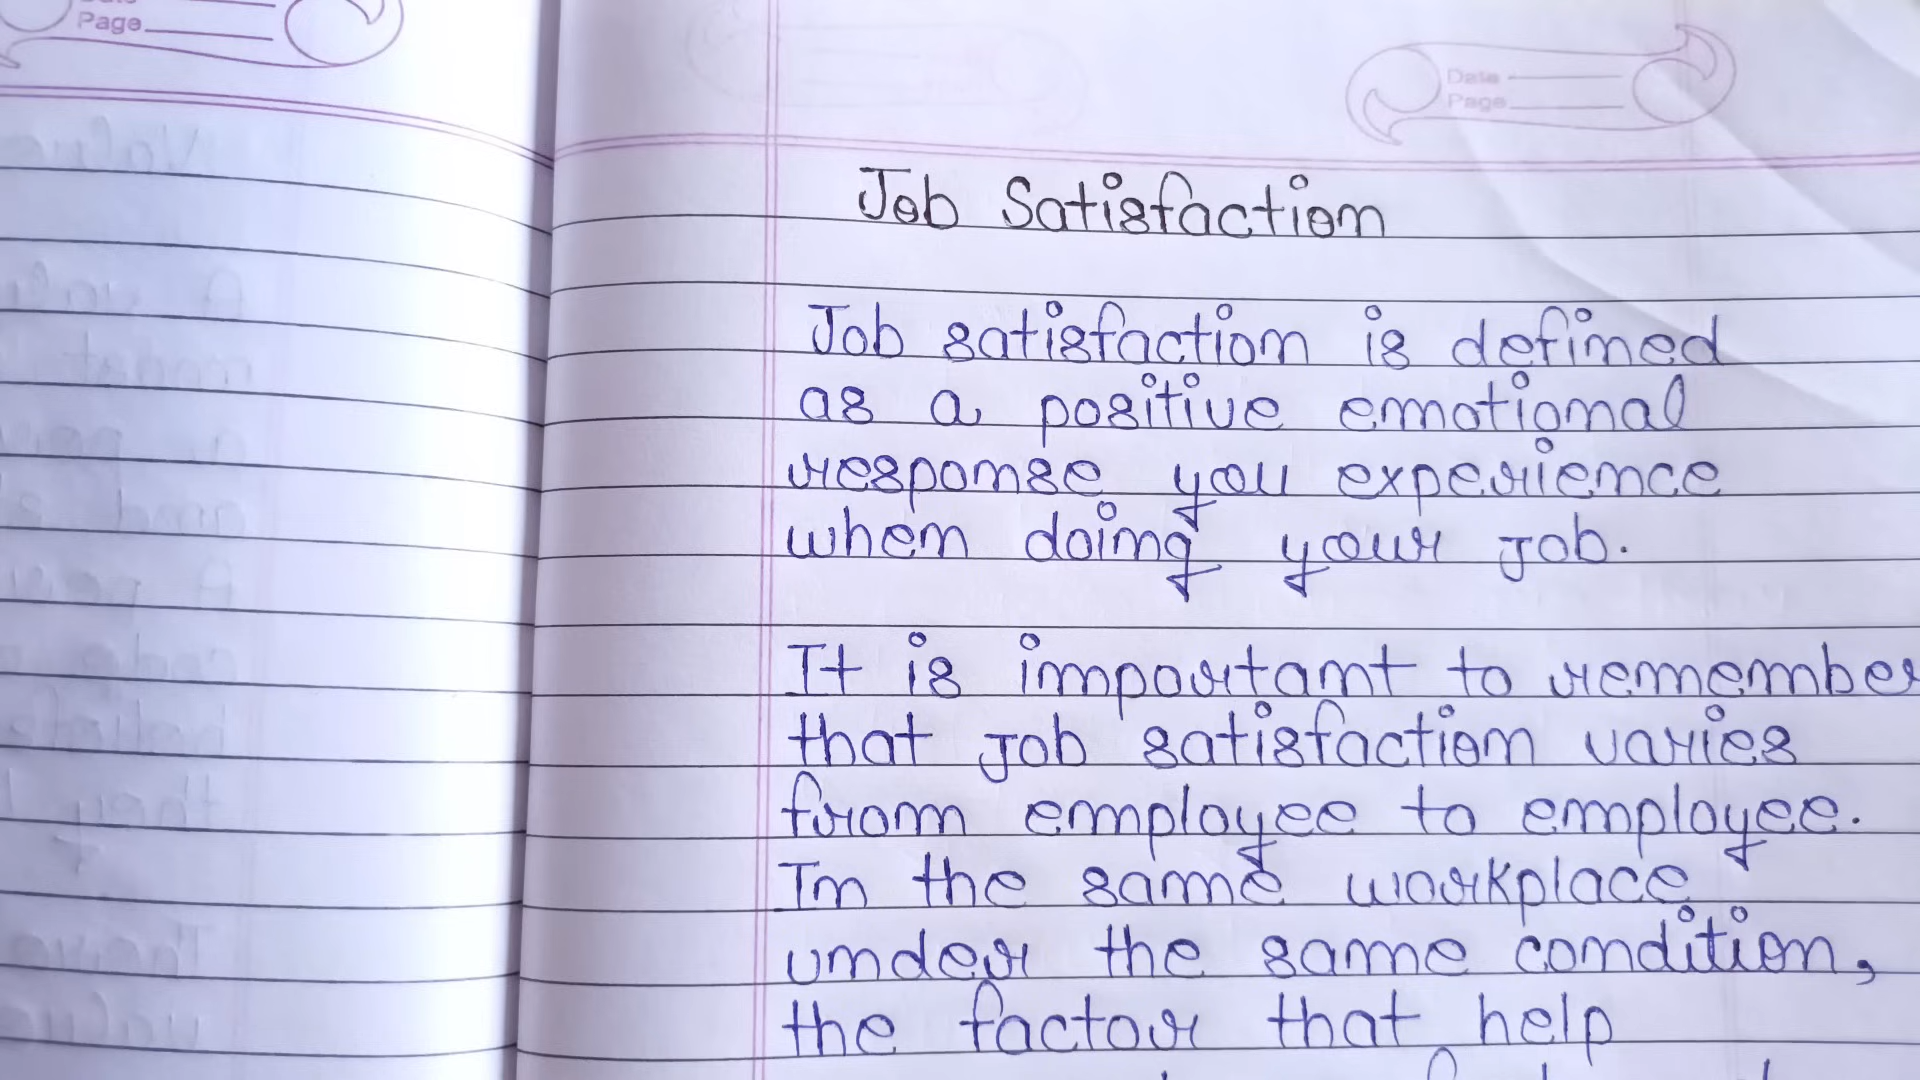 Page
Date
Page
Job Satisfaction
Job satisfaction is defined
as a positive emotional
response you experience
when doing your job.
It is important to remember
that job satisfaction varies
from employee to employee.
In the same workplace
under the same condition,
the factor that help